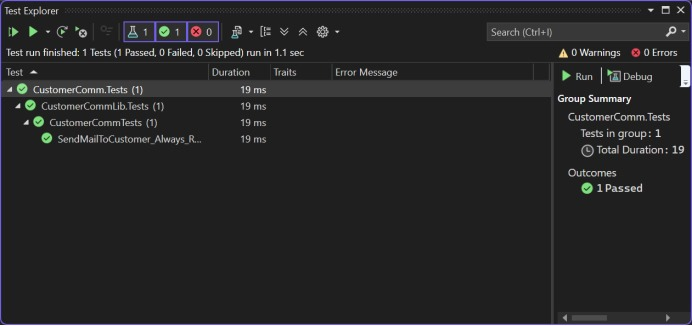 Test Explorer
1 1 0
Search (Ctrl+I)
Test run finished: 1 Tests (1 Passed, 0 Failed, 0 Skipped) run in 1.1 sec
0 Warnings 0 Errors
Test Duration Traits Error Message
Run Debug
CustomerComm.Tests (1) 19 ms
CustomerCommLib.Tests (1) 19 ms
CustomerCommTests (1) 19 ms
SendMailToCustomer_Always_R... 19 ms
Group Summary
CustomerComm.Tests
Tests in group: 1
Total Duration: 19
Outcomes
1 Passed